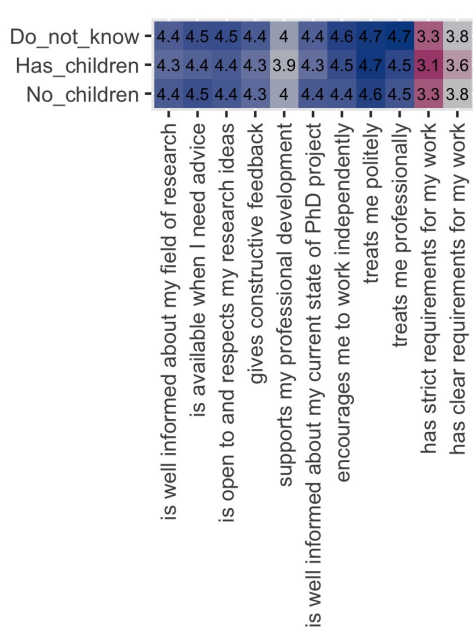 Do_not_know 4.4 4.5 4.5 4.4 4 4.4 4.6 4.7 4.7 3.3 3.8
Has_children 4.3 4.4 4.4 4.3 3.9 4.3 4.5 4.7 4.5 3.1 3.6
No_children 4.4 4.5 4.4 4.3 4 4.4 4.4 4.6 4.5 3.3 3.8
is well informed about my field of research
is available when I need advice
is open to and respects my research ideas
gives constructive feedback
supports my professional development
is well informed about my current state of PhD project
encourages me to work independently
treats me politely
treats me professionally
has strict requirements for my work
has clear requirements for my work